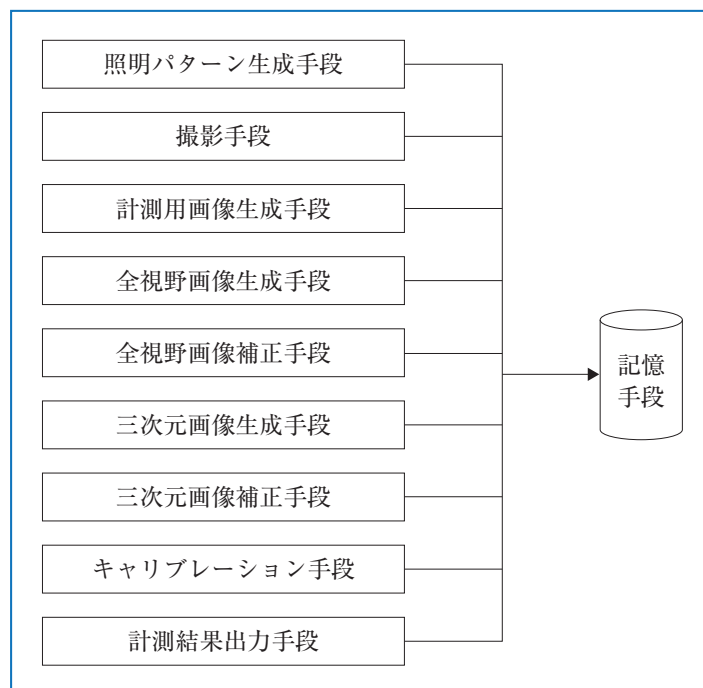 照明パターン生成手段
撮影手段
計測用画像生成手段
全視野画像生成手段
全視野画像補正手段
三次元画像生成手段
三次元画像補正手段
キャリブレーション手段
計測結果出力手段
記憶
手段